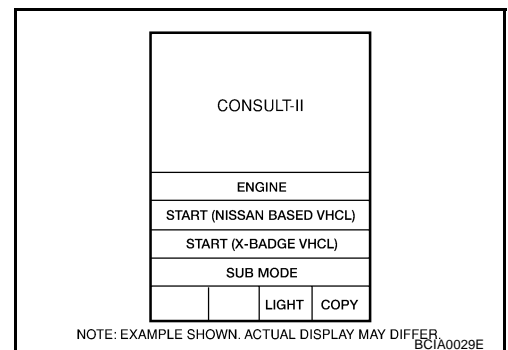 CONSULT-II
ENGINE
START (NISSAN BASED VHCL)
START (X-BADGE VHCL)
SUB MODE
LIGHT COPY
NOTE: EXAMPLE SHOWN. ACTUAL DISPLAY MAY DIFFER.
BCIA0029E